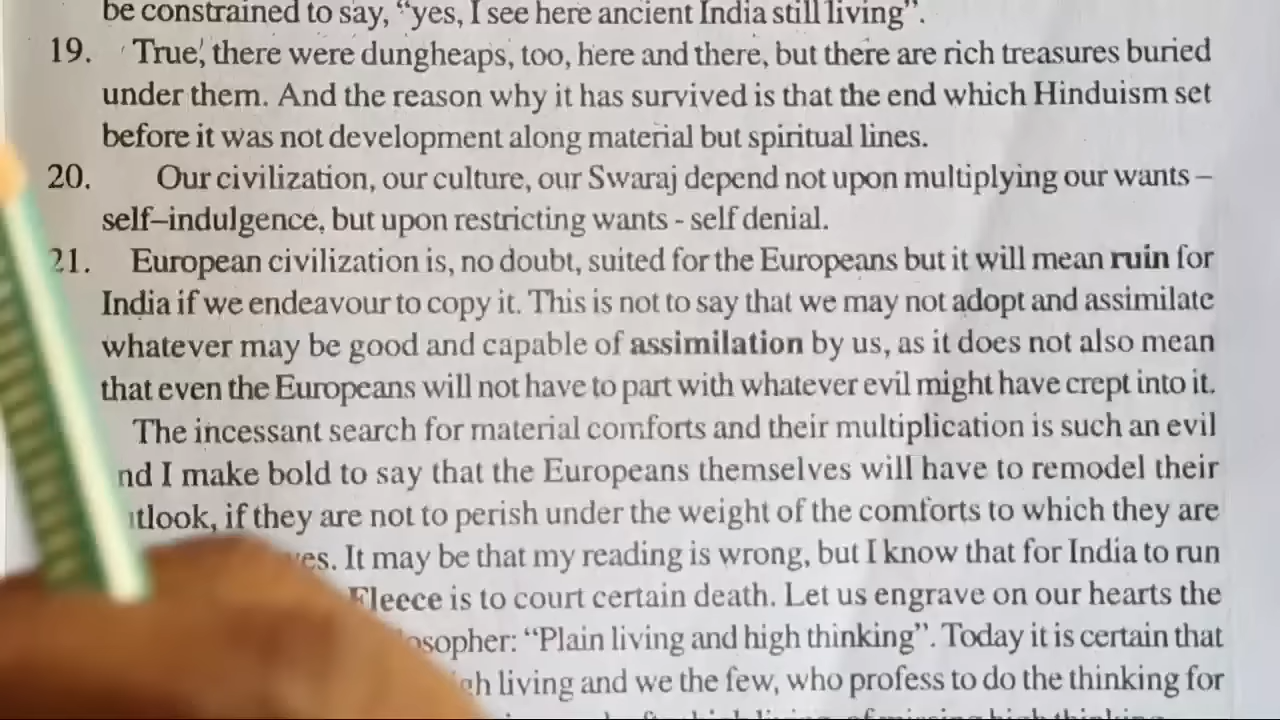 be constrained to say, “yes, I see here ancient India still living”.
19. True, there were dungheaps, too, here and there, but there are rich treasures buried
under them. And the reason why it has survived is that the end which Hinduism set
before it was not development along material but spiritual lines.
20. Our civilization, our culture, our Swaraj depend not upon multiplying our wants –
self–indulgence, but upon restricting wants - self denial.
21. European civilization is, no doubt, suited for the Europeans but it will mean ruin for
India if we endeavour to copy it. This is not to say that we may not adopt and assimilate
whatever may be good and capable of assimilation by us, as it does not also mean
that even the Europeans will not have to part with whatever evil might have crept into it.
The incessant search for material comforts and their multiplication is such an evil
nd I make bold to say that the Europeans themselves will have to remodel their
tlook, if they are not to perish under the weight of the comforts to which they are
es. It may be that my reading is wrong, but I know that for India to run
Fleece is to court certain death. Let us engrave on our hearts the
osopher: “Plain living and high thinking”. Today it is certain that
gh living and we the few, who profess to do the thinking for